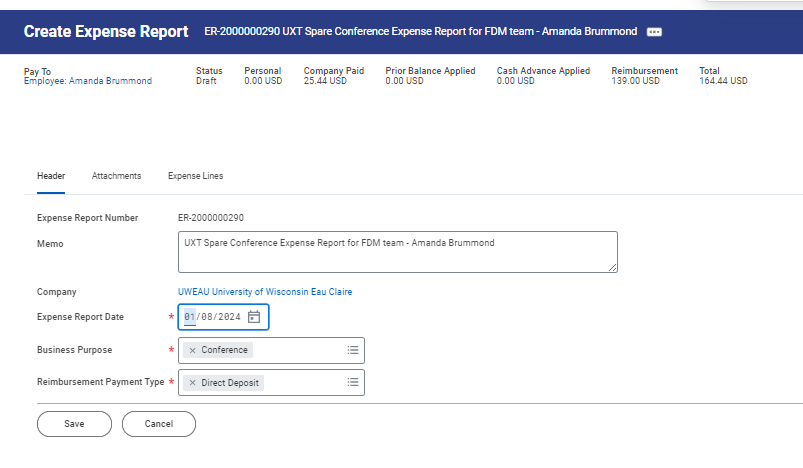 Create Expense Report ER-2000000290 UXT Spare Conference Expense Report for FDM team - Amanda Brummond
Pay To Status Personal Company Paid Prior Balance Applied Cash Advance Applied Reimbursement Total
Employee: Amanda Brummond Draft 0.00 USD 25.44 USD 0.00 USD 0.00 USD 139.00 USD 164.44 USD
Header Attachments Expense Lines
Expense Report Number ER-2000000290
Memo UXT Spare Conference Expense Report for FDM team - Amanda Brummond
Company UWEAU University of Wisconsin Eau Claire
Expense Report Date * 01/08/2024
Business Purpose * × Conference
Reimbursement Payment Type * × Direct Deposit
Save Cancel